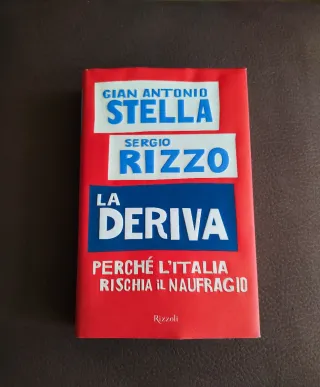 GIAN ANTONIO
STELLA
SERGIO
RIZZO
LA
DERIVA
PERCHÉ L'ITALIA
RISCHIA iL NAUFRAGIO
Rizzoli